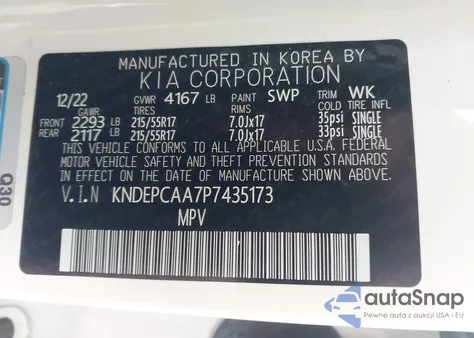 MANUFACTURED IN KOREA BY
KIA CORPORATION
12/22 GVWR 4167 LB PAINT SWP TRIM WK
GAWR TIRE RIM COLD TIRE INFL
FRONT 2293 LB 215/55R17 7.0Jx17 35psi SINGLE
REAR 2117 LB 215/55R17 7.0Jx17 33psi SINGLE
THIS VEHICLE CONFORMS TO ALL APPLICABLE U.S.A. FEDERAL
MOTOR VEHICLE SAFETY AND THEFT PREVENTION STANDARDS
IN EFFECT ON THE DATE OF MANUFACTURE SHOWN ABOVE.
V.I.N KNDEPCAA7P7435173
MPV
Q30
autaSnap
Pewne auta z aukcji USA i EU